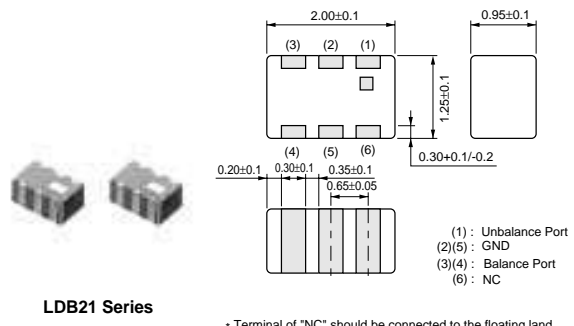 2.00±0.1
0.95±0.1
(3) (2) (1)
1.25±0.1
(4) (5) (6)
0.30+0.1/-0.2
0.20±0.1 0.30±0.1 0.35±0.1
0.65±0.05
(1) : Unbalance Port
(2)(5) : GND
(3)(4) : Balance Port
(6) : NC
LDB21 Series
* Terminal of "NC" should be connected to the floating land